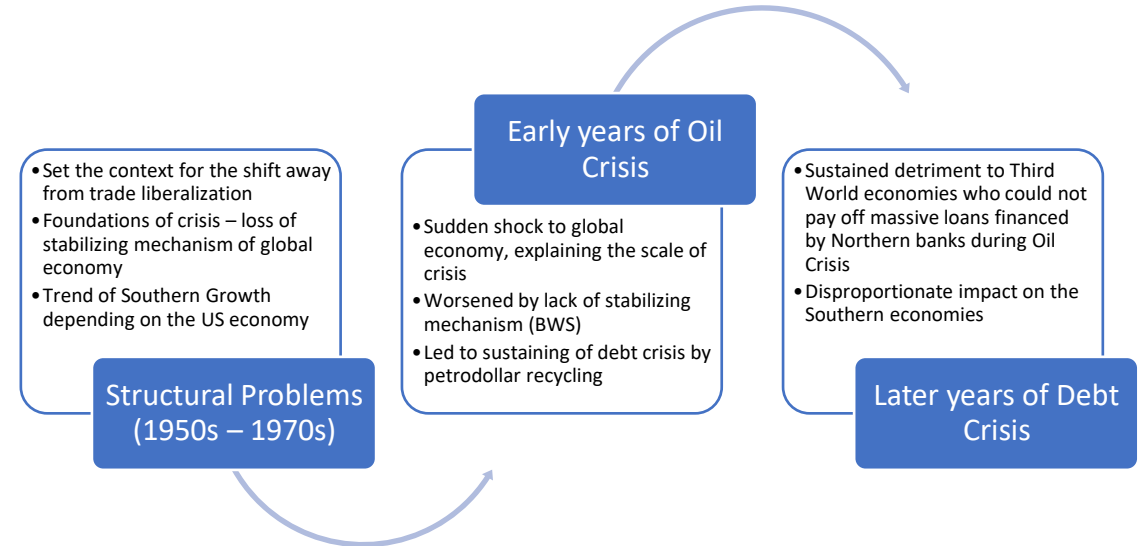 •Set the context for the shift away
from trade liberalization
•Foundations of crisis – loss of
stabilizing mechanism of global
economy
•Trend of Southern Growth
depending on the US economy
Structural Problems
(1950s – 1970s)
Early years of Oil
Crisis
•Sudden shock to global
economy, explaining the scale of
crisis
•Worsened by lack of stabilizing
mechanism (BWS)
•Led to sustaining of debt crisis by
petrodollar recycling
•Sustained detriment to Third
World economies who could not
pay off massive loans financed
by Northern banks during Oil
Crisis
•Disproportionate impact on the
Southern economies
Later years of Debt
Crisis